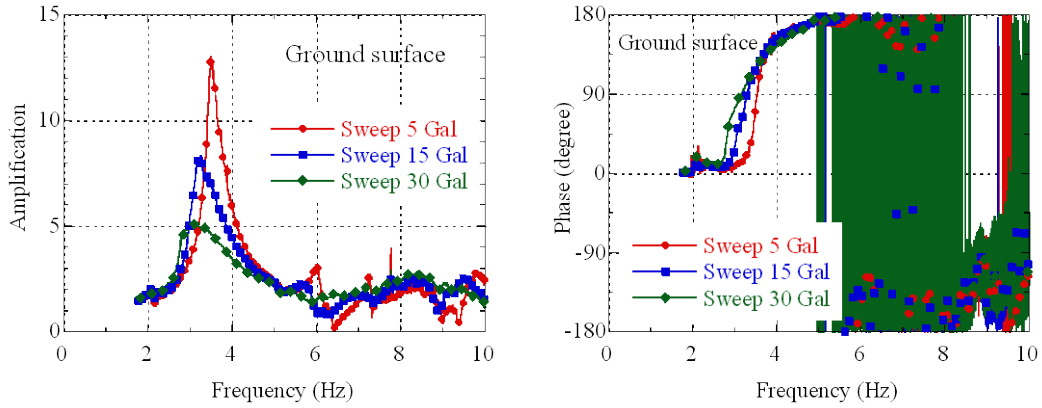 15
Ground surface
10
Sweep 5 Gal
Sweep 15 Gal
Sweep 30 Gal
5
0
0 2 4 6 8 10
Amplification
Frequency (Hz)
180
Ground surface
90
0
-90
Sweep 5 Gal
Sweep 15 Gal
Sweep 30 Gal
-180
0 2 4 6 8 10
Phase (degree)
Frequency (Hz)